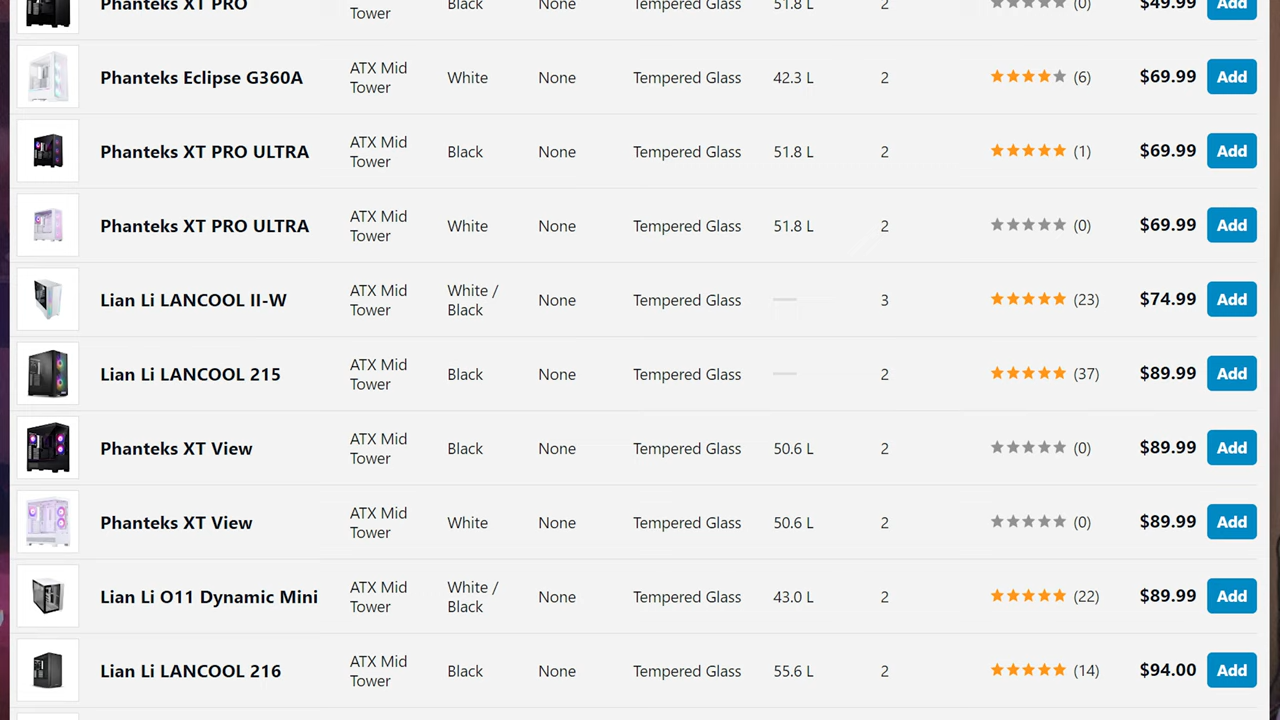 Phanteks XT PRO Tower Black None Tempered Glass 51.8 L 2 (0) $49.99 Add
Phanteks Eclipse G360A ATX Mid Tower White None Tempered Glass 42.3 L 2 (6) $69.99 Add
Phanteks XT PRO ULTRA ATX Mid Tower Black None Tempered Glass 51.8 L 2 (1) $69.99 Add
Phanteks XT PRO ULTRA ATX Mid Tower White None Tempered Glass 51.8 L 2 (0) $69.99 Add
Lian Li LANCOOL II-W ATX Mid Tower White / Black None Tempered Glass 3 (23) $74.99 Add
Lian Li LANCOOL 215 ATX Mid Tower Black None Tempered Glass 2 (37) $89.99 Add
Phanteks XT View ATX Mid Tower Black None Tempered Glass 50.6 L 2 (0) $89.99 Add
Phanteks XT View ATX Mid Tower White None Tempered Glass 50.6 L 2 (0) $89.99 Add
Lian Li O11 Dynamic Mini ATX Mid Tower White / Black None Tempered Glass 43.0 L 2 (22) $89.99 Add
Lian Li LANCOOL 216 ATX Mid Tower Black None Tempered Glass 55.6 L 2 (14) $94.00 Add